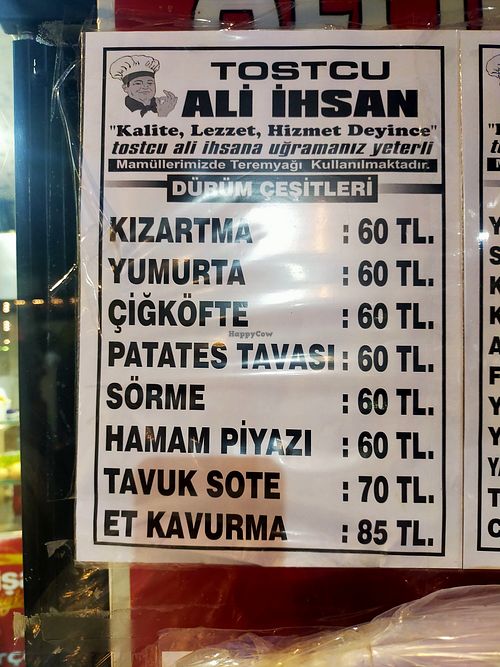 TOSTCU
ALİ İHSAN
"Kalite, Lezzet, Hizmet Deyince"
tostcu ali ihsana uğramanız yeterli
Mamüllerimizde Teremyağı Kullanılmaktadır.
DÜRÜM ÇEŞİTLERİ
KIZARTMA : 60 TL.
YUMURTA : 60 TL.
ÇİĞKÖFTE : 60 TL.
HappyCow
PATATES TAVASI : 60 TL.
SÖRME : 60 TL.
HAMAM PİYAZI : 60 TL.
TAVUK SOTE : 70 TL.
ET KAVURMA : 85 TL.